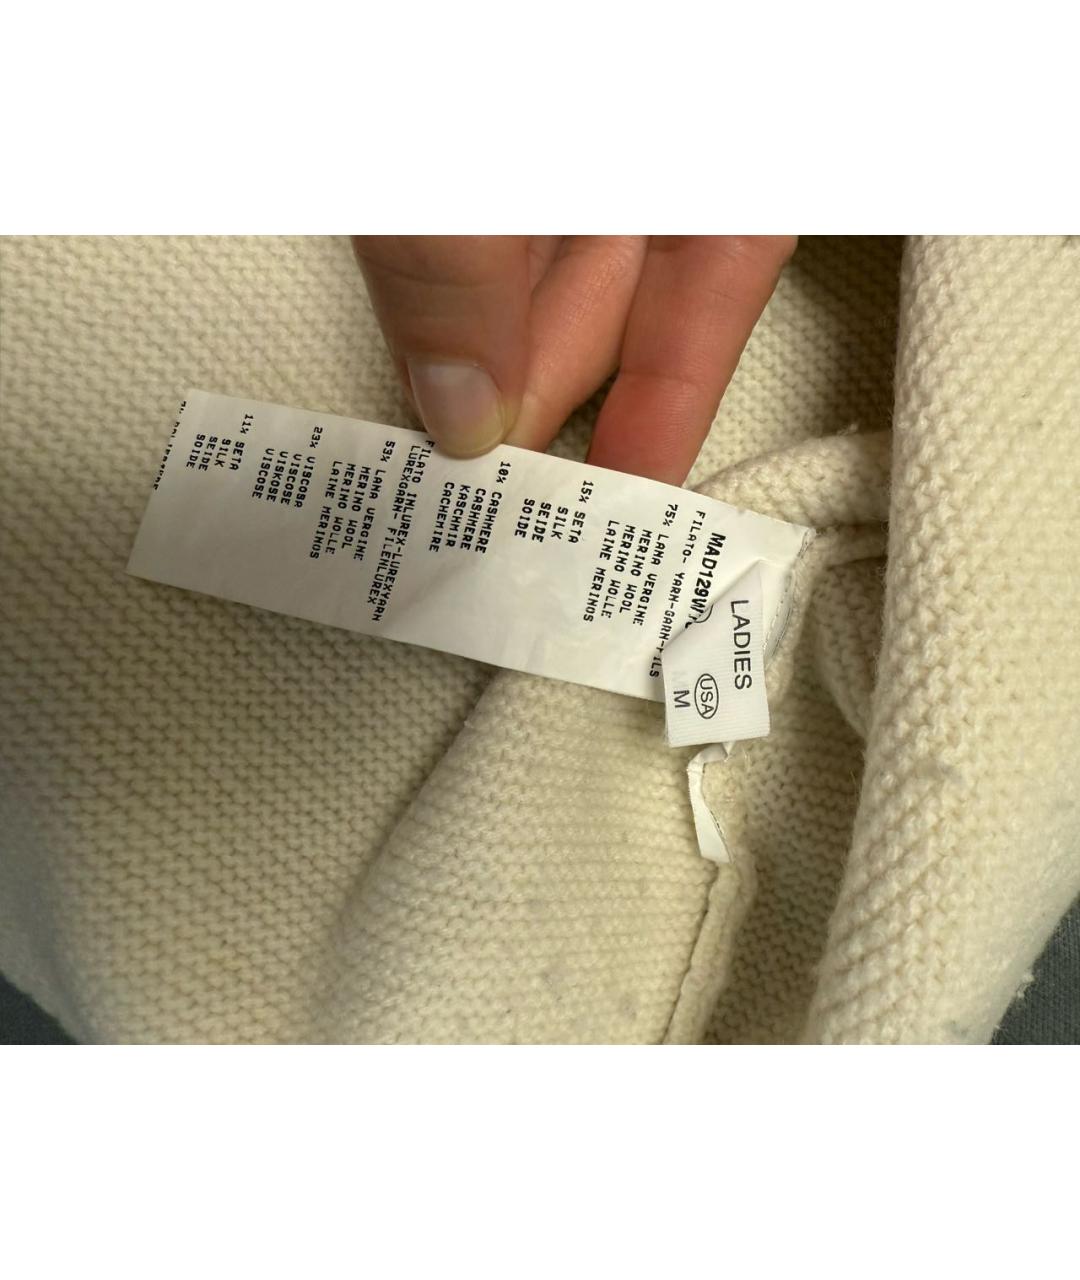 MAD129W
FILATO- YARN-GARN-FILS
75% LANA VERGINE
MERINO WOOL
MERINO WOLLE
LAINE MERINOS
15% SETA
SILK
SEIDE
SOIDE
10% CASHMERE
CASHMERE
KASCHMIR
CACHEMIRE
FILATO INLUREX-LUREXYARN
LUREXGARN- FILENLUREX
53% LANA VERGINE
MERINO WOOL
MERINO WOLLE
LAINE MERINOS
23% VISCOSA
VISCOSE
VISKOSE
VISCOSE
11% SETA
SILK
SEIDE
SOIDE
LADIES
USA
M